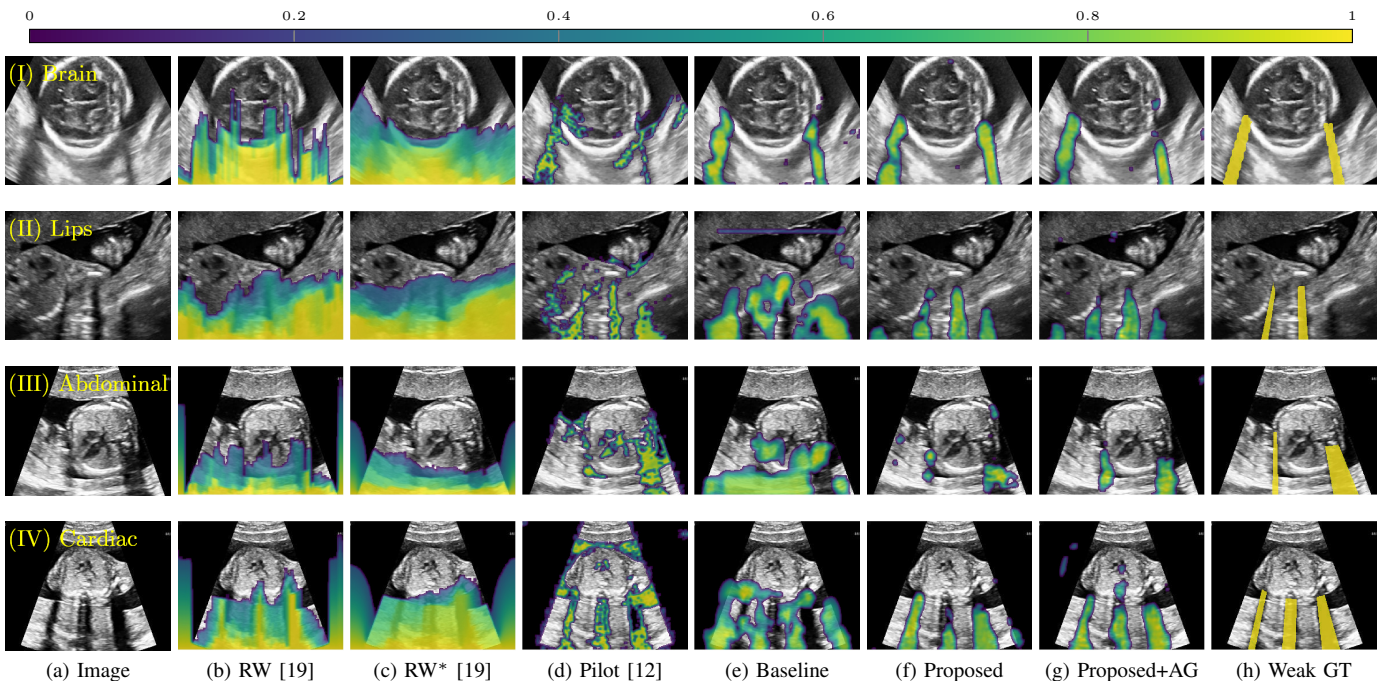 0 0.2 0.4 0.6 0.8 1
(I) Brain
(II) Lips
(III) Abdominal
(IV) Cardiac
(a) Image (b) RW [19] (c) RW* [19] (d) Pilot [12] (e) Baseline (f) Proposed (g) Proposed+AG (h) Weak GT